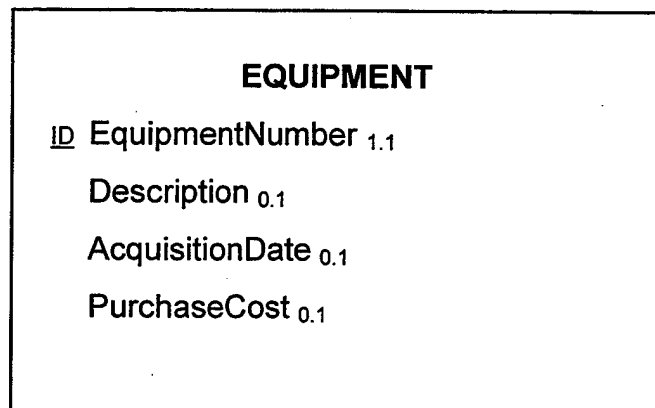 EQUIPMENT
ID EquipmentNumber 1.1
Description 0.1
AcquisitionDate 0.1
PurchaseCost 0.1